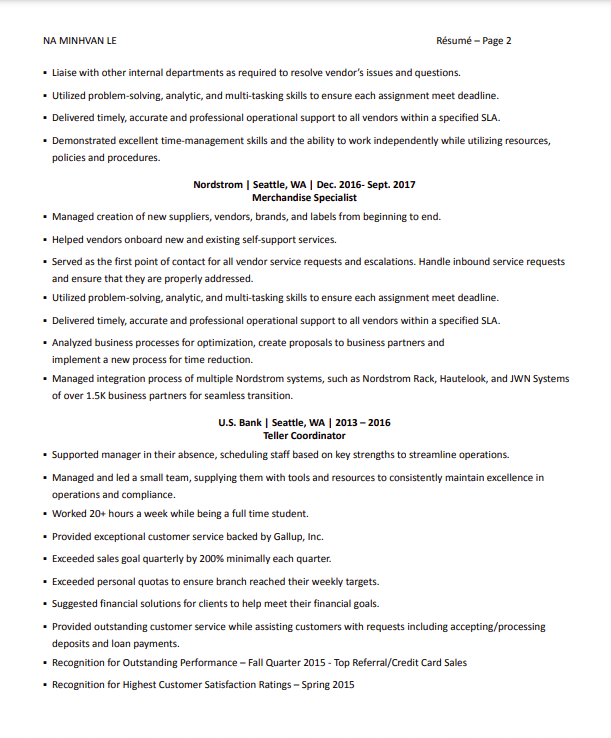 NA MINHVAN LE Résumé – Page 2
▪ Liaise with other internal departments as required to resolve vendor's issues and questions.
▪ Utilized problem-solving, analytic, and multi-tasking skills to ensure each assignment meet deadline.
▪ Delivered timely, accurate and professional operational support to all vendors within a specified SLA.
▪ Demonstrated excellent time-management skills and the ability to work independently while utilizing resources,
policies and procedures.
Nordstrom | Seattle, WA | Dec. 2016- Sept. 2017
Merchandise Specialist
▪ Managed creation of new suppliers, vendors, brands, and labels from beginning to end.
▪ Helped vendors onboard new and existing self-support services.
▪ Served as the first point of contact for all vendor service requests and escalations. Handle inbound service requests
and ensure that they are properly addressed.
▪ Utilized problem-solving, analytic, and multi-tasking skills to ensure each assignment meet deadline.
▪ Delivered timely, accurate and professional operational support to all vendors within a specified SLA.
▪ Analyzed business processes for optimization, create proposals to business partners and
implement a new process for time reduction.
▪ Managed integration process of multiple Nordstrom systems, such as Nordstrom Rack, Hautelook, and JWN Systems
of over 1.5K business partners for seamless transition.
U.S. Bank | Seattle, WA | 2013 – 2016
Teller Coordinator
▪ Supported manager in their absence, scheduling staff based on key strengths to streamline operations.
▪ Managed and led a small team, supplying them with tools and resources to consistently maintain excellence in
operations and compliance.
▪ Worked 20+ hours a week while being a full time student.
▪ Provided exceptional customer service backed by Gallup, Inc.
▪ Exceeded sales goal quarterly by 200% minimally each quarter.
▪ Exceeded personal quotas to ensure branch reached their weekly targets.
▪ Suggested financial solutions for clients to help meet their financial goals.
▪ Provided outstanding customer service while assisting customers with requests including accepting/processing
deposits and loan payments.
▪ Recognition for Outstanding Performance – Fall Quarter 2015 - Top Referral/Credit Card Sales
▪ Recognition for Highest Customer Satisfaction Ratings – Spring 2015